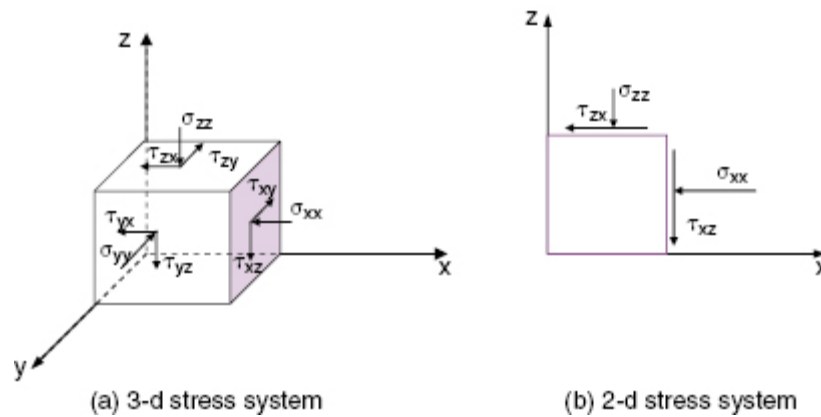 z
σzz
τzx
τzy
τxy
σxx
τyx
σyy
τyz
τxz
x
y
(a) 3-d stress system
z
σzz
τzx
σxx
τxz
x
(b) 2-d stress system